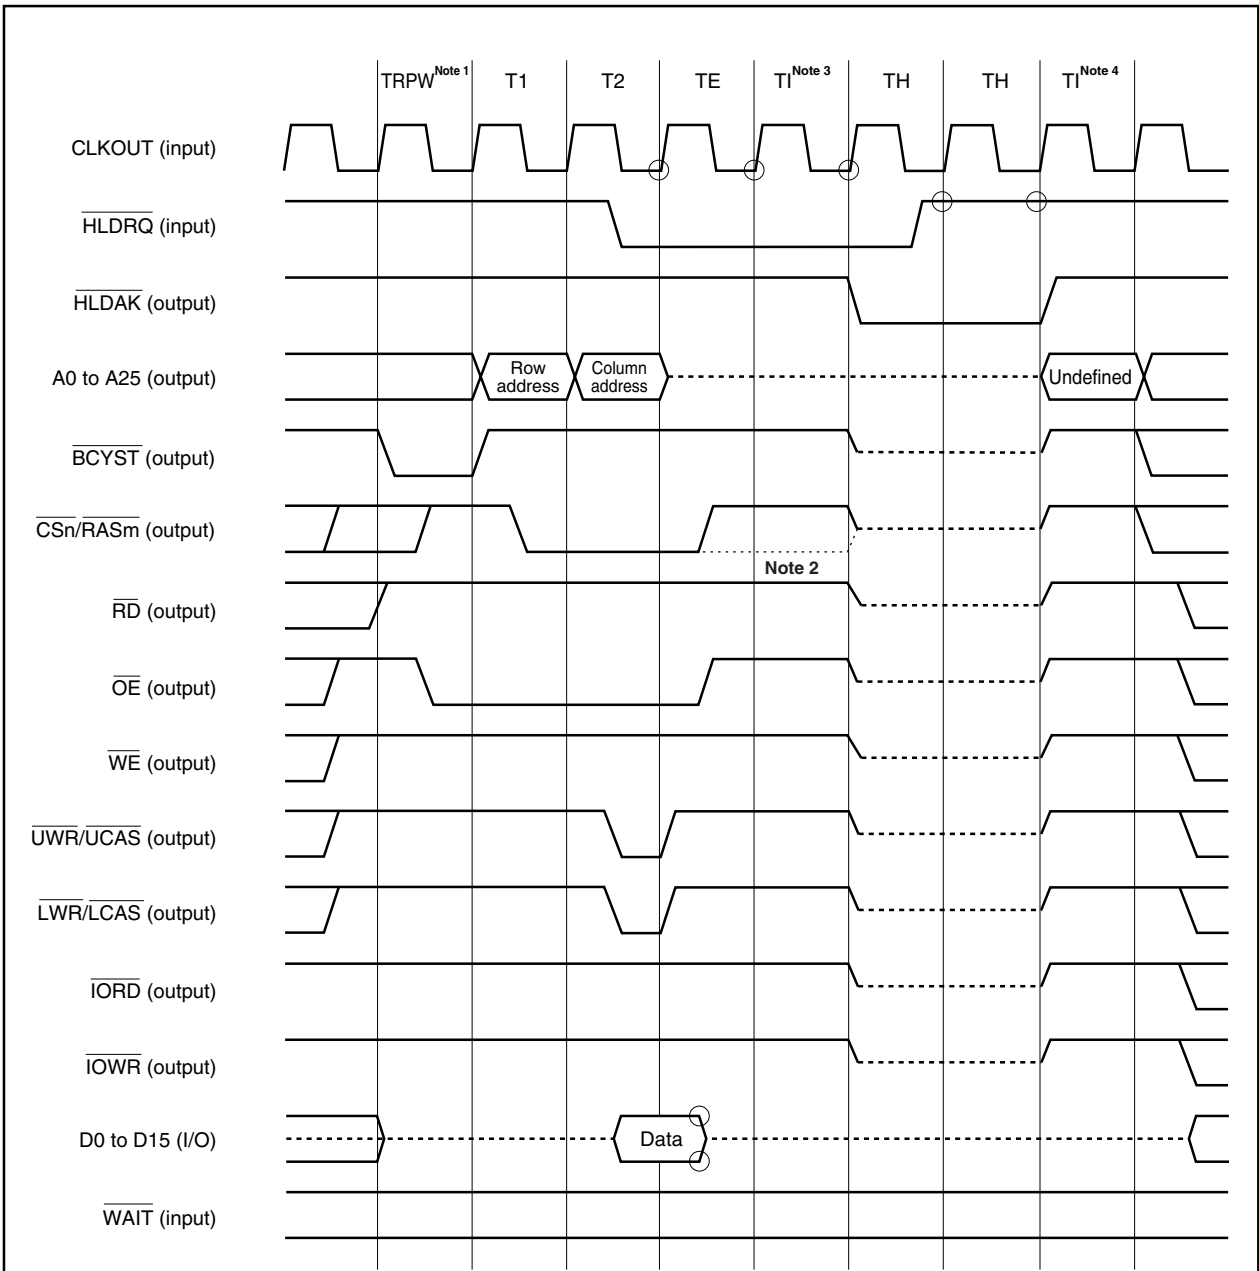 TRPW Note 1 T1 T2 TE TI Note 3 TH TH TI Note 4
CLKOUT (input)
HLDRQ (input)
HLDAK (output)
A0 to A25 (output)
Row address
Column address
Undefined
BCYST (output)
CSn/RASm (output)
Note 2
RD (output)
OE (output)
WE (output)
UWR/UCAS (output)
LWR/LCAS (output)
IORD (output)
IOWR (output)
D0 to D15 (I/O)
Data
WAIT (input)